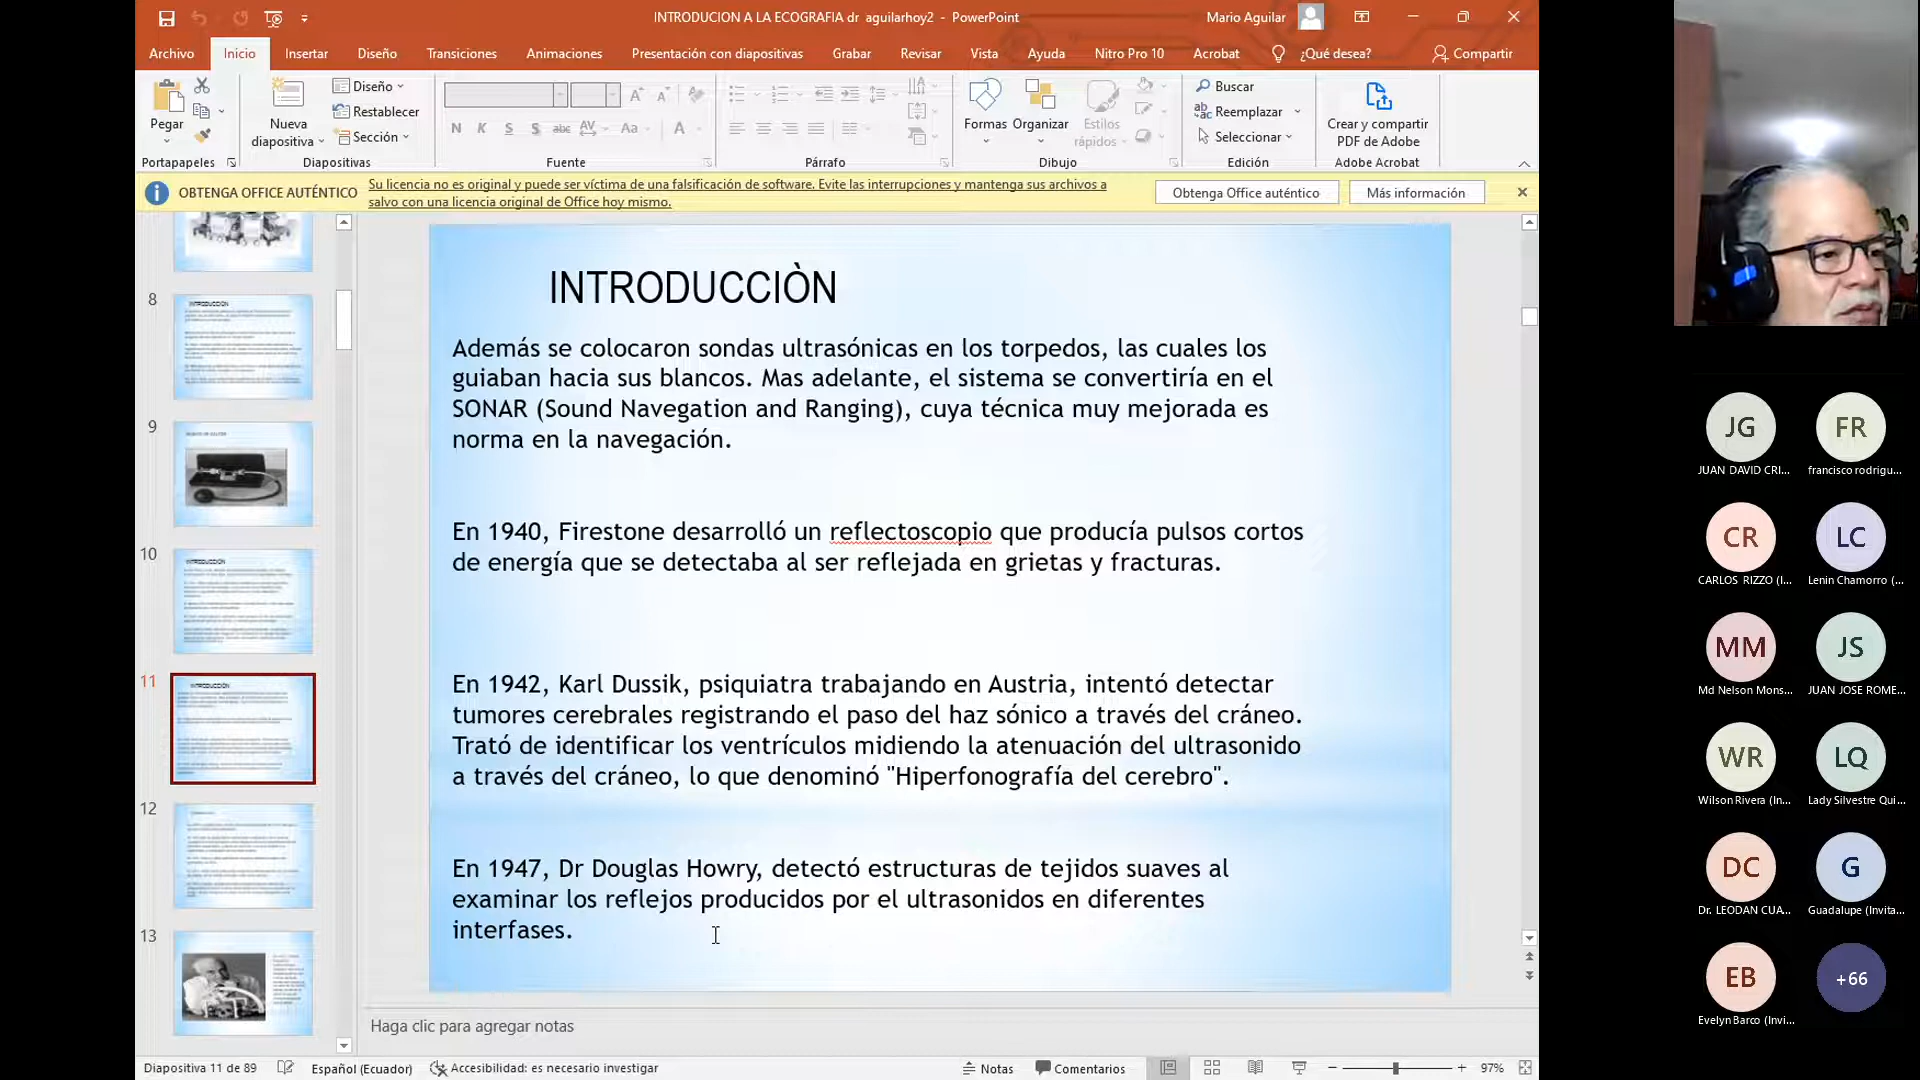 INTRODUCION A LA ECOGRAFIA dr aguilarhoy2 - PowerPoint
Mario Aguilar
Archivo Inicio Insertar Diseño Transiciones Animaciones Presentación con diapositivas Grabar Revisar Vista Ayuda Nitro Pro 10 Acrobat ¿Qué desea? Compartir
Pegar
Portapapeles
Nueva
diapositiva
Diseño
Restablecer
Sección
Diapositivas
N K S S abc AV Aa A
Fuente
Párrafo
Formas
Organizar
Estilos
rápidos
Dibujo
Buscar
Reemplazar
Seleccionar
Edición
Crear y compartir
PDF de Adobe
Adobe Acrobat
OBTENGA OFFICE AUTÉNTICO
Su licencia no es original y puede ser víctima de una falsificación de software. Evite las interrupciones y mantenga sus archivos a
salvo con una licencia original de Office hoy mismo.
Obtenga Office auténtico
Más información
8
9
10
11
12
13
INTRODUCCIÒN
Además se colocaron sondas ultrasónicas en los torpedos, las cuales los
guiaban hacia sus blancos. Mas adelante, el sistema se convertiría en el
SONAR (Sound Navegation and Ranging), cuya técnica muy mejorada es
norma en la navegación.
En 1940, Firestone desarrolló un reflectoscopio que producía pulsos cortos
de energía que se detectaba al ser reflejada en grietas y fracturas.
En 1942, Karl Dussik, psiquiatra trabajando en Austria, intentó detectar
tumores cerebrales registrando el paso del haz sónico a través del cráneo.
Trató de identificar los ventrículos midiendo la atenuación del ultrasonido
a través del cráneo, lo que denominó "Hiperfonografía del cerebro".
En 1947, Dr Douglas Howry, detectó estructuras de tejidos suaves al
examinar los reflejos producidos por el ultrasonidos en diferentes
interfases.
Haga clic para agregar notas
Diapositiva 11 de 89
Español (Ecuador)
Accesibilidad: es necesario investigar
Notas
Comentarios
97%
JG
JUAN DAVID CRI...
FR
francisco rodrigu...
CR
CARLOS RIZZO (I...
LC
Lenin Chamorro (...
MM
Md Nelson Mons...
JS
JUAN JOSE ROME...
WR
Wilson Rivera (In...
LQ
Lady Silvestre Qui...
DC
Dr. LEODAN CUA...
G
Guadalupe (Invita...
EB
Evelyn Barco (Invi...
+66